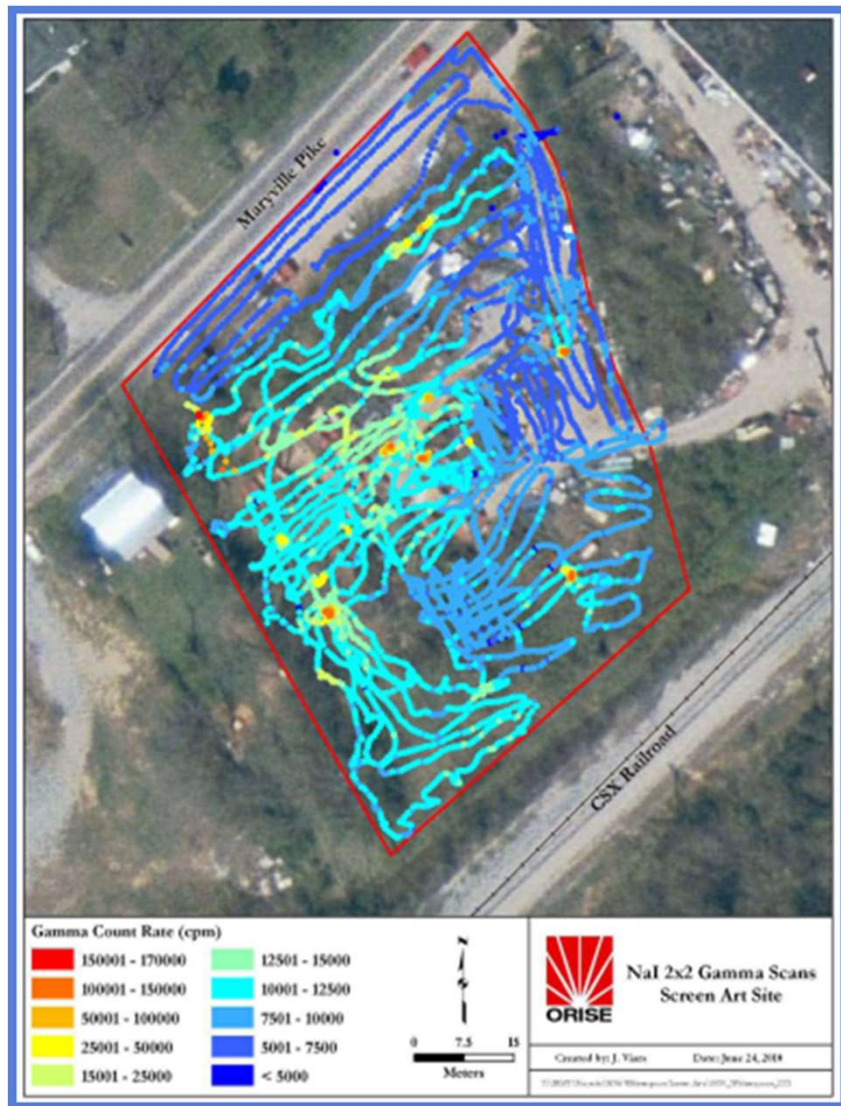 Maryville Pike
CSX Railroad
Gamma Count Rate (cpm)
150001 - 170000
100001 - 150000
50001 - 100000
25001 - 50000
15001 - 25000
12501 - 15000
10001 - 12500
7501 - 10000
5001 - 7500
< 5000
N
0 7.5 15
Meters
ORISE
NaI 2x2 Gamma Scans
Screen Art Site
Created by: J. Viars
Date: June 24, 2010